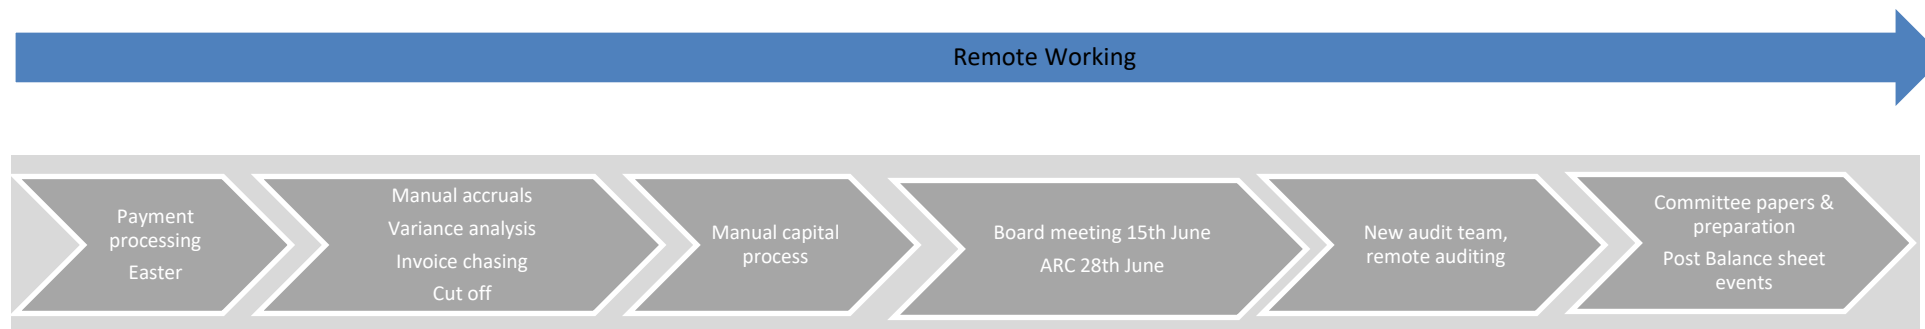 Remote Working
Payment
processing
Easter
Manual accruals
Variance analysis
Invoice chasing
Cut off
Manual capital
process
Board meeting 15th June
ARC 28th June
New audit team,
remote auditing
Committee papers &
preparation
Post Balance sheet
events